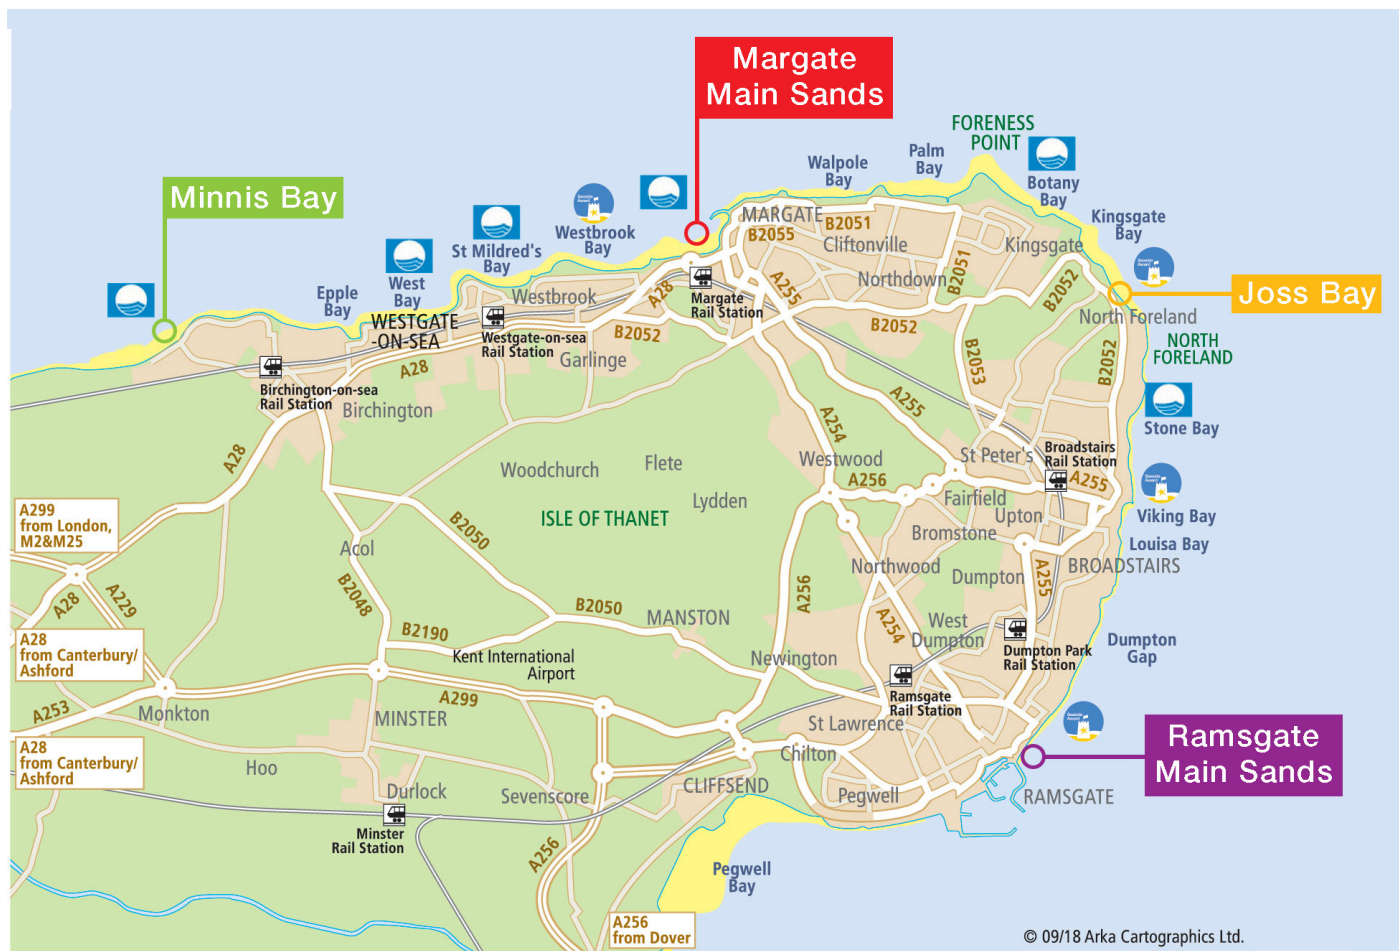 Margate
Main Sands
FORENESS
POINT
Palm
Bay
Walpole
Bay
Botany
Bay
Minnis Bay
Westbrook
Bay
St Mildred's
Bay
West
Bay
Epple
Bay
Kingsgate
Bay
MARGATE
B2051
B2055
Cliftonville
Kingsgate
Northdown
B2051
B2052
A255
A28
Margate
Rail Station
Westbrook
WESTGATE
-ON-SEA
Westgate-on-sea
Rail Station
B2052
Garlinge
B2052
Joss Bay
North Foreland
NORTH
FORELAND
B2052
B2053
A28
Birchington-on-sea
Rail Station
Birchington
A28
A254
A255
Stone Bay
Woodchurch
Flete
Lydden
Westwood
St Peter's
Broadstairs
Rail Station
A256
A255
Fairfield
Upton
Viking Bay
Louisa Bay
A299
from London,
M2&M25
ISLE OF THANET
B2050
Acol
Bromstone
Northwood
Dumpton
BROADSTAIRS
A255
A28
A229
B2048
A256
B2050
MANSTON
West
Dumpton
A254
A28
from Canterbury/
Ashford
B2190
Kent International
Airport
Newington
Dumpton Park
Rail Station
Dumpton
Gap
A253
Monkton
A299
MINSTER
Ramsgate
Rail Station
St Lawrence
Ramsgate
Main Sands
A28
from Canterbury/
Ashford
Hoo
Chilton
Durlock
Sevenscore
CLIFFSEND
Pegwell
RAMSGATE
Minster
Rail Station
A256
Pegwell
Bay
A256
from Dover
© 09/18 Arka Cartographics Ltd.